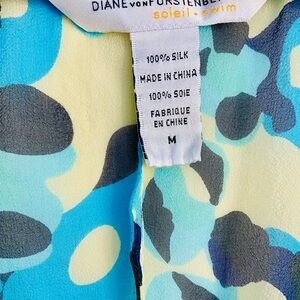 DIANE VON FURSTENBERG
soleil · swim
100% SILK
MADE IN CHINA
100% SOIE
FABRIQUE
EN CHINE
M